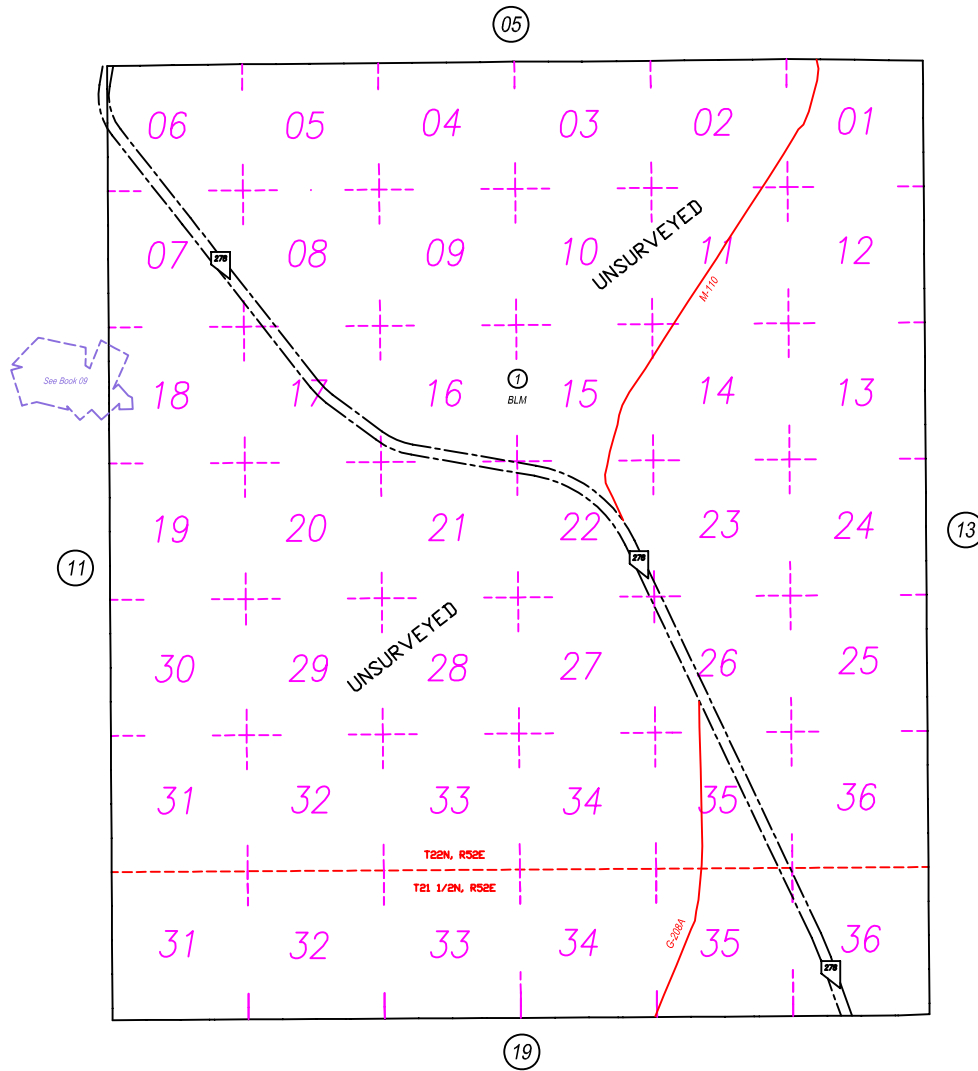 05
06 05 04 03 02 01
UNSURVEYED
07 08 09 10 11 12
278
M-110
See Book 09
1
BLM
18 17 16 15 14 13
19 20 21 22 23 24
11
13
278
UNSURVEYED
30 29 28 27 26 25
31 32 33 34 35 36
T22N, R52E
T21 1/2N, R52E
G-208A
31 32 33 34 35 36
278
19